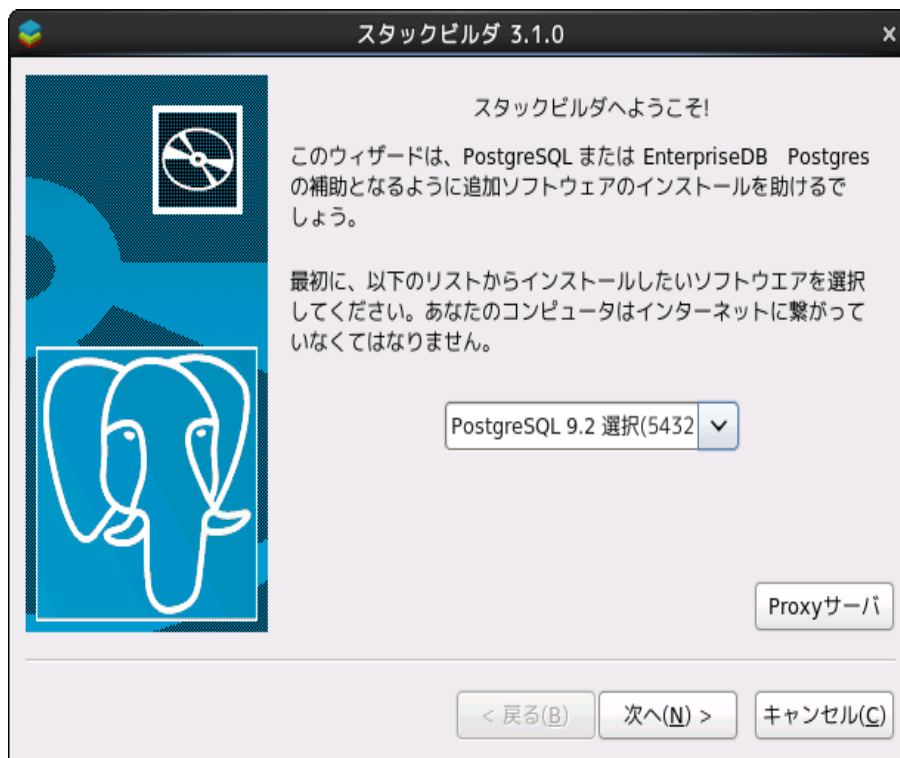 スタックビルダ 3.1.0
スタックビルダへようこそ!
このウィザードは、PostgreSQL または EnterpriseDB Postgres
の補助となるように追加ソフトウェアのインストールを助けるで
しょう。
最初に、以下のリストからインストールしたいソフトウエアを選択
してください。あなたのコンピュータはインターネットに繋がって
いなくてはなりません。
PostgreSQL 9.2 選択(5432
Proxyサーバ
< 戻る(B)
次へ(N) >
キャンセル(C)